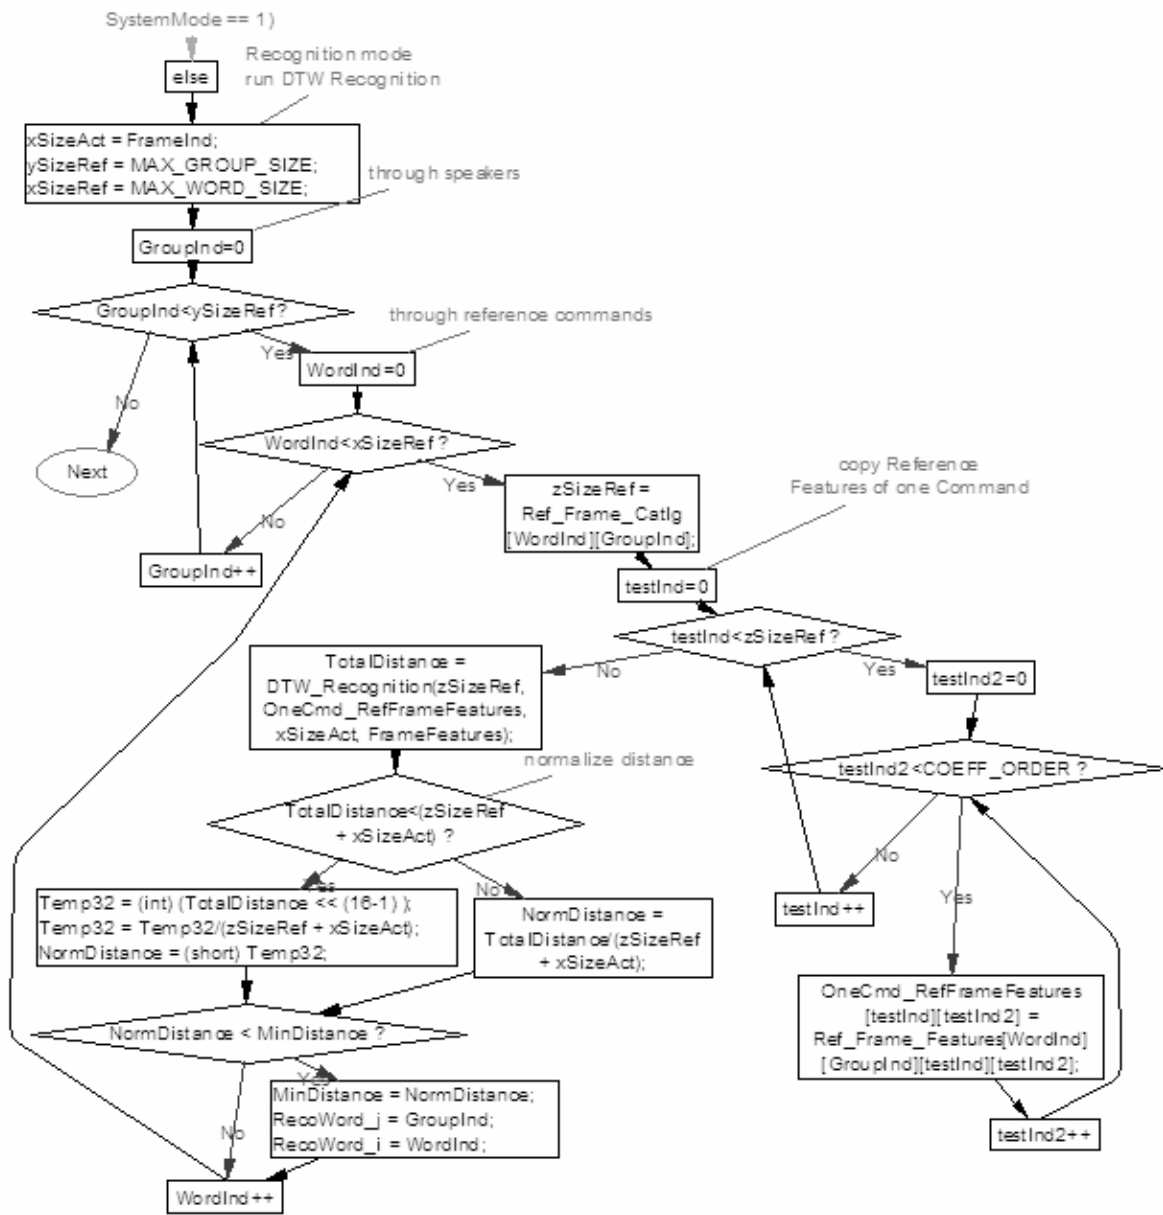 SystemMode == 1)
else
Recognition mode
run DTW Recognition
xSizeAct = FrameInd;
ySizeRef = MAX_GROUP_SIZE;
xSizeRef = MAX_WORD_SIZE;
through speakers
GroupInd=0
GroupInd<ySizeRef?
through reference commands
Yes
WordInd=0
No
WordInd<xSizeRef?
Next
Yes
copy Reference
Features of one Command
zSizeRef =
Ref_Frame_Catlg
[WordInd][GroupInd];
No
GroupInd++
testInd=0
testInd<zSizeRef?
No
Yes
TotalDistance =
DTW_Recognition(zSizeRef,
OneCmd_RefFrameFeatures,
xSizeAct, FrameFeatures);
testInd2=0
normalize distance
testInd2<COEFF_ORDER ?
TotalDistance<(zSizeRef
+ xSizeAct) ?
No
Yes
Yes
No
testInd++
Temp32 = (int) (TotalDistance << (16-1) );
Temp32 = Temp32/(zSizeRef + xSizeAct);
NormDistance = (short) Temp32;
NormDistance =
TotalDistance/(zSizeRef
+ xSizeAct);
OneCmd_RefFrameFeatures
[testInd][testInd2] =
Ref_Frame_Features[WordInd]
[GroupInd][testInd][testInd2];
NormDistance < MinDistance ?
Yes
MinDistance = NormDistance;
RecoWord_j = GroupInd;
RecoWord_i = WordInd;
No
testInd2++
WordInd++